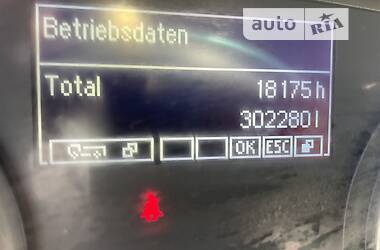 auto RIA
Betriebsdaten
Total 18175 h
302280 l
OK ESC